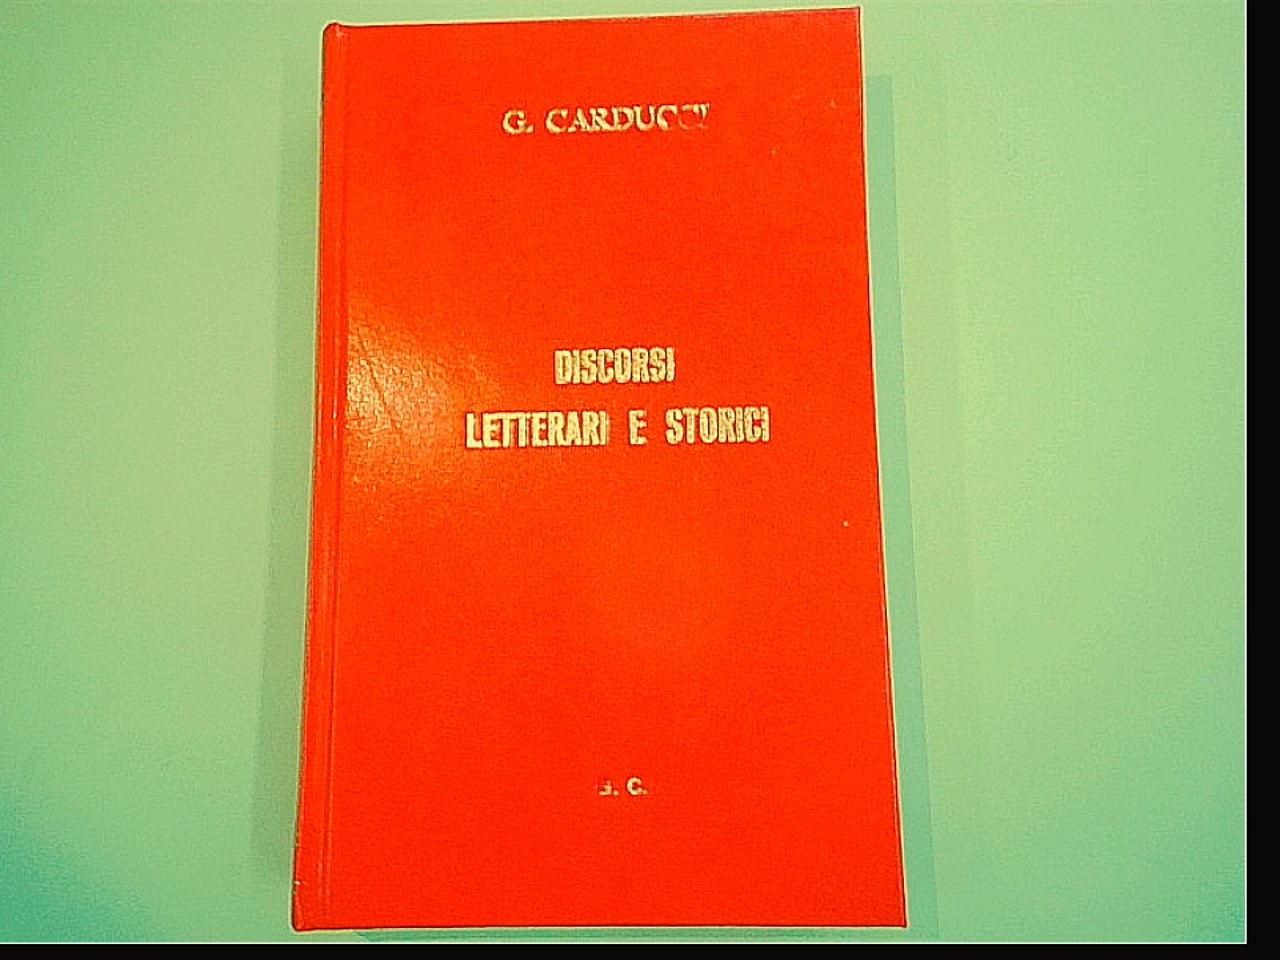 G. CARDUCCI
DISCORSI
LETTERARI E STORICI
G. C.